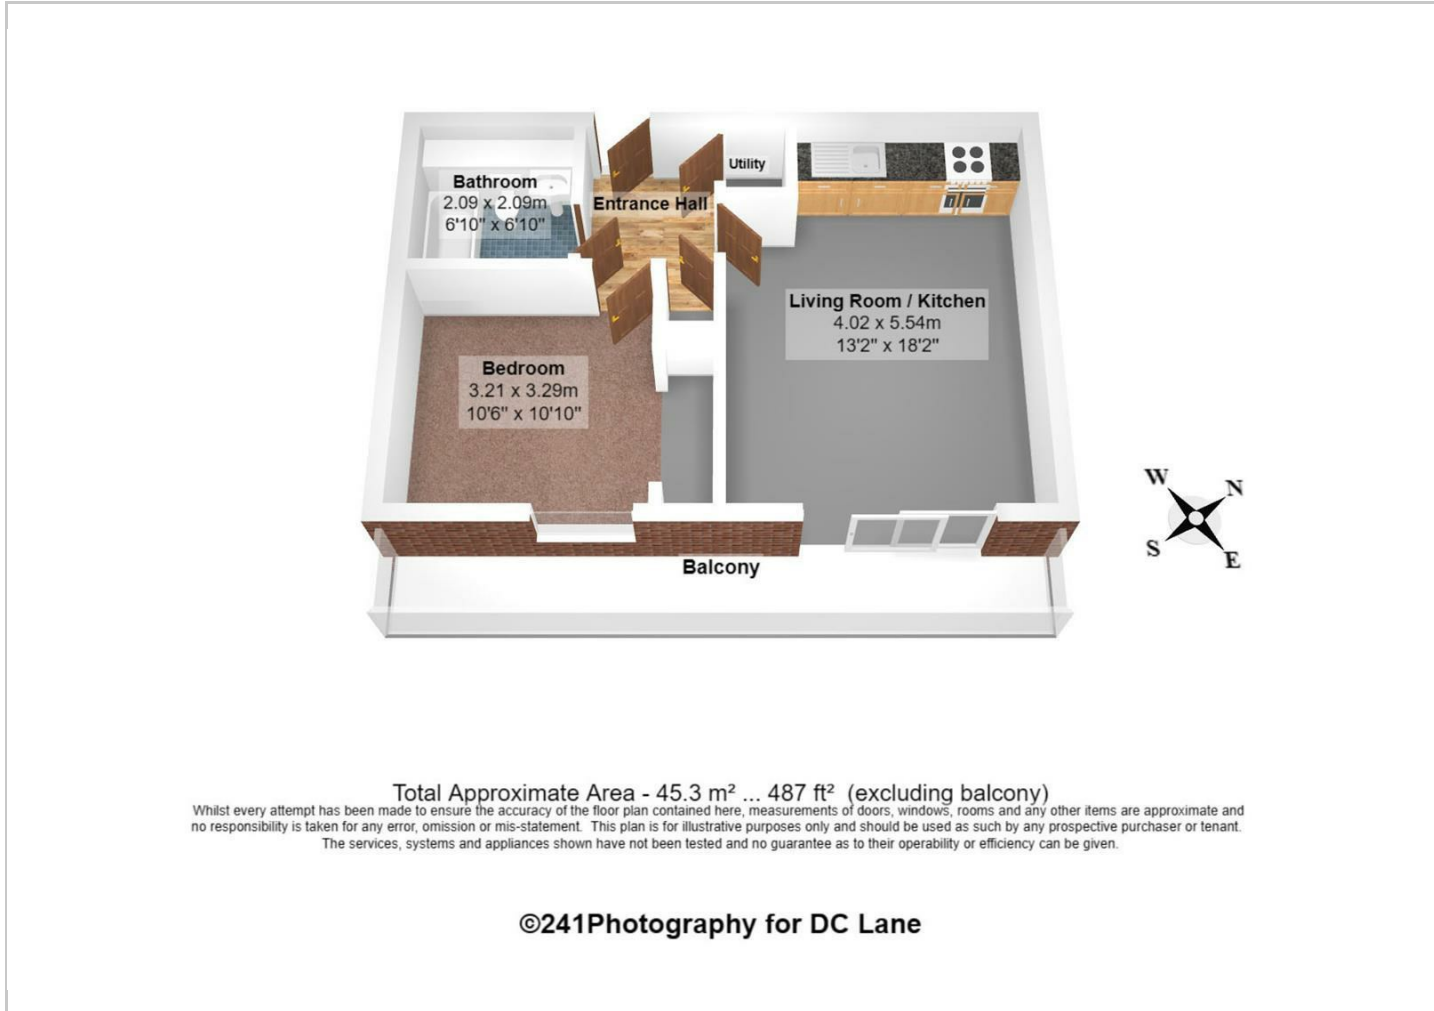 Utility
Bathroom
2.09 x 2.09m
6'10" x 6'10"
Entrance Hall
Living Room / Kitchen
4.02 x 5.54m
13'2" x 18'2"
Bedroom
3.21 x 3.29m
10'6" x 10'10"
W
N
S
E
Balcony
Total Approximate Area - 45.3 m² ... 487 ft² (excluding balcony)
Whilst every attempt has been made to ensure the accuracy of the floor plan contained here, measurements of doors, windows, rooms and any other items are approximate and
no responsibility is taken for any error, omission or mis-statement. This plan is for illustrative purposes only and should be used as such by any prospective purchaser or tenant.
The services, systems and appliances shown have not been tested and no guarantee as to their operability or efficiency can be given.
©241Photography for DC Lane